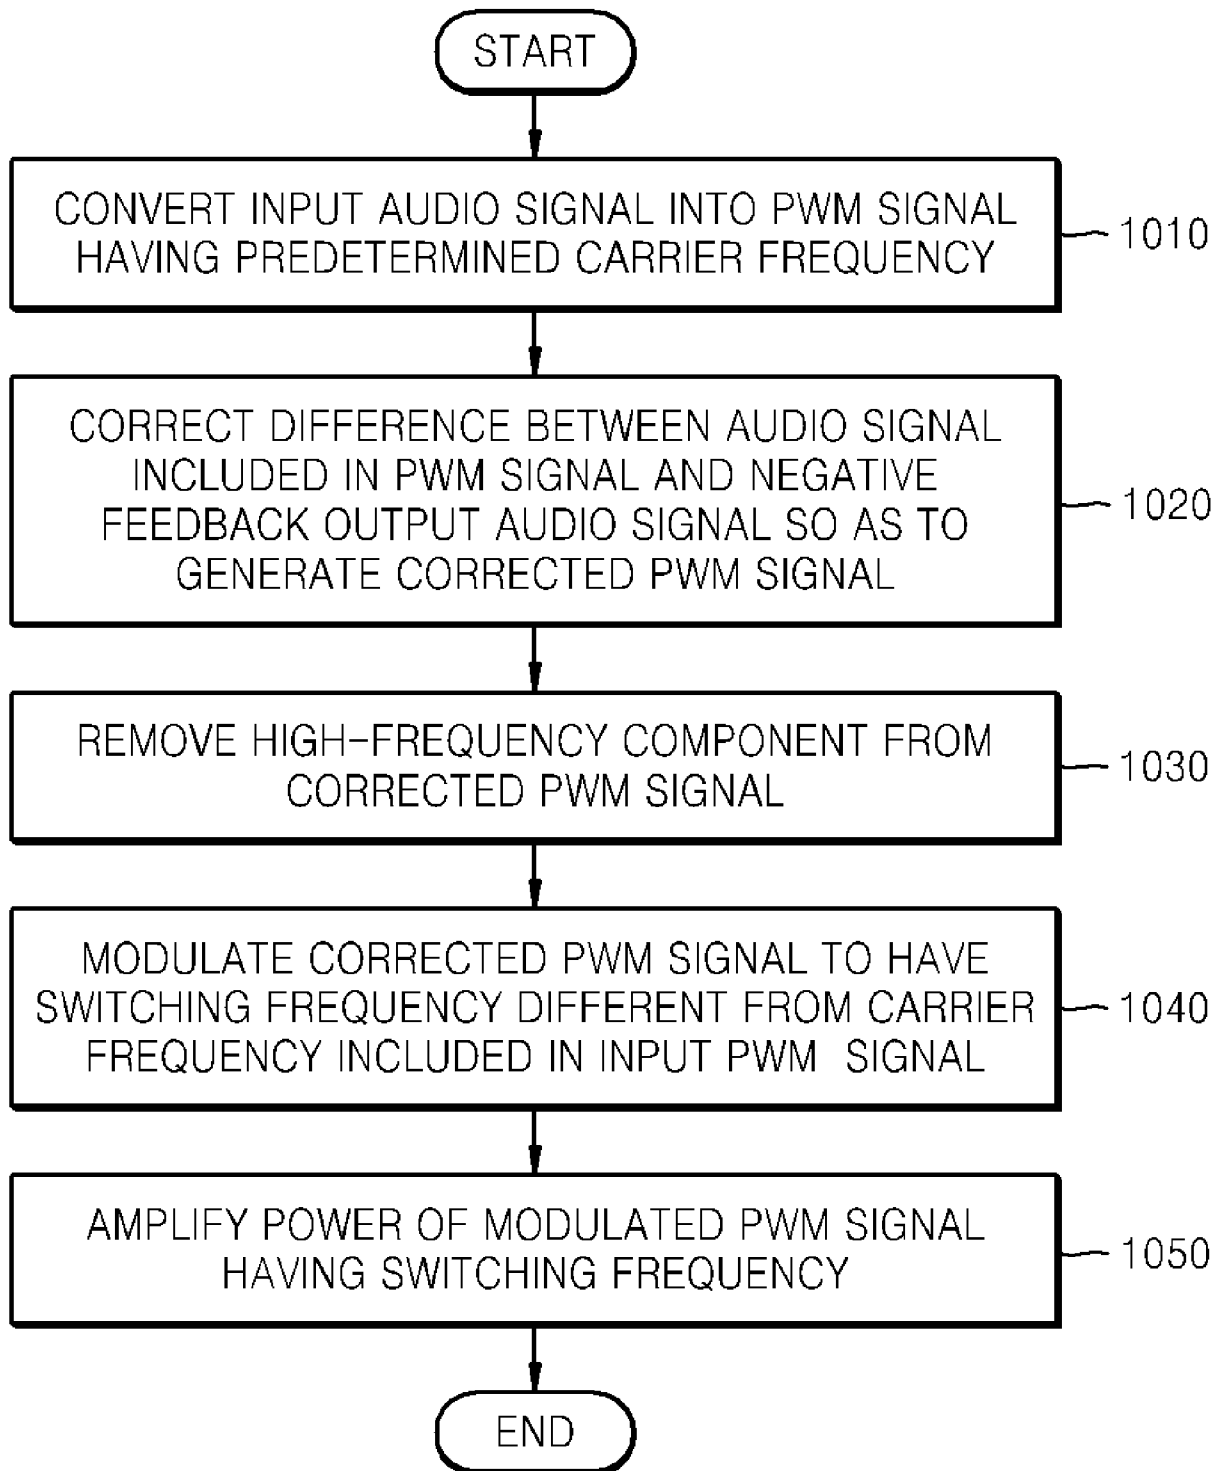 START
CONVERT INPUT AUDIO SIGNAL INTO PWM SIGNAL
HAVING PREDETERMINED CARRIER FREQUENCY
1010
CORRECT DIFFERENCE BETWEEN AUDIO SIGNAL
INCLUDED IN PWM SIGNAL AND NEGATIVE
FEEDBACK OUTPUT AUDIO SIGNAL SO AS TO
GENERATE CORRECTED PWM SIGNAL
1020
REMOVE HIGH-FREQUENCY COMPONENT FROM
CORRECTED PWM SIGNAL
1030
MODULATE CORRECTED PWM SIGNAL TO HAVE
SWITCHING FREQUENCY DIFFERENT FROM CARRIER
FREQUENCY INCLUDED IN INPUT PWM SIGNAL
1040
AMPLIFY POWER OF MODULATED PWM SIGNAL
HAVING SWITCHING FREQUENCY
1050
END